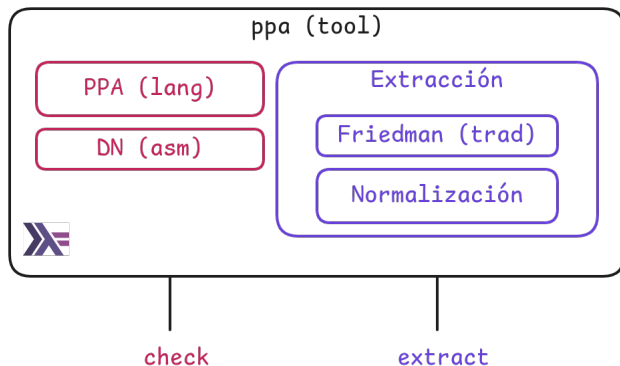 ppa (tool)
PPA (lang)
DN (asm)
Extracción
Friedman (trad)
Normalización
check
extract